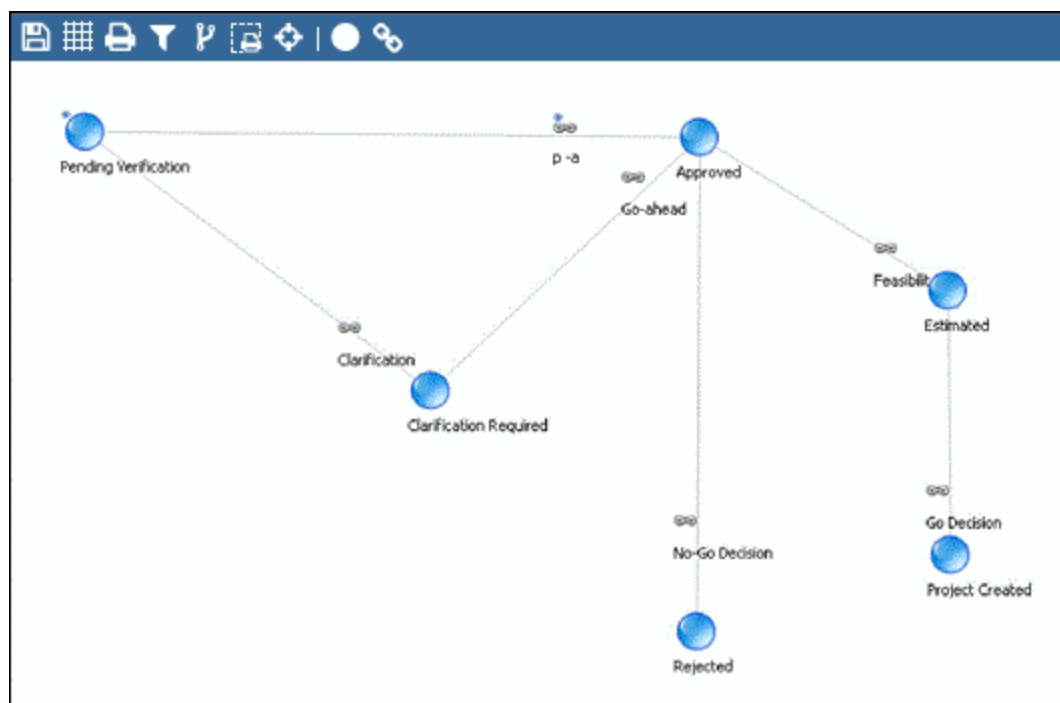 Pending Verification
p -a
Approved
Go-ahead
Feasibilit
Estimated
Clarification
Clarification Required
Go Decision
No-Go Decision
Project Created
Rejected